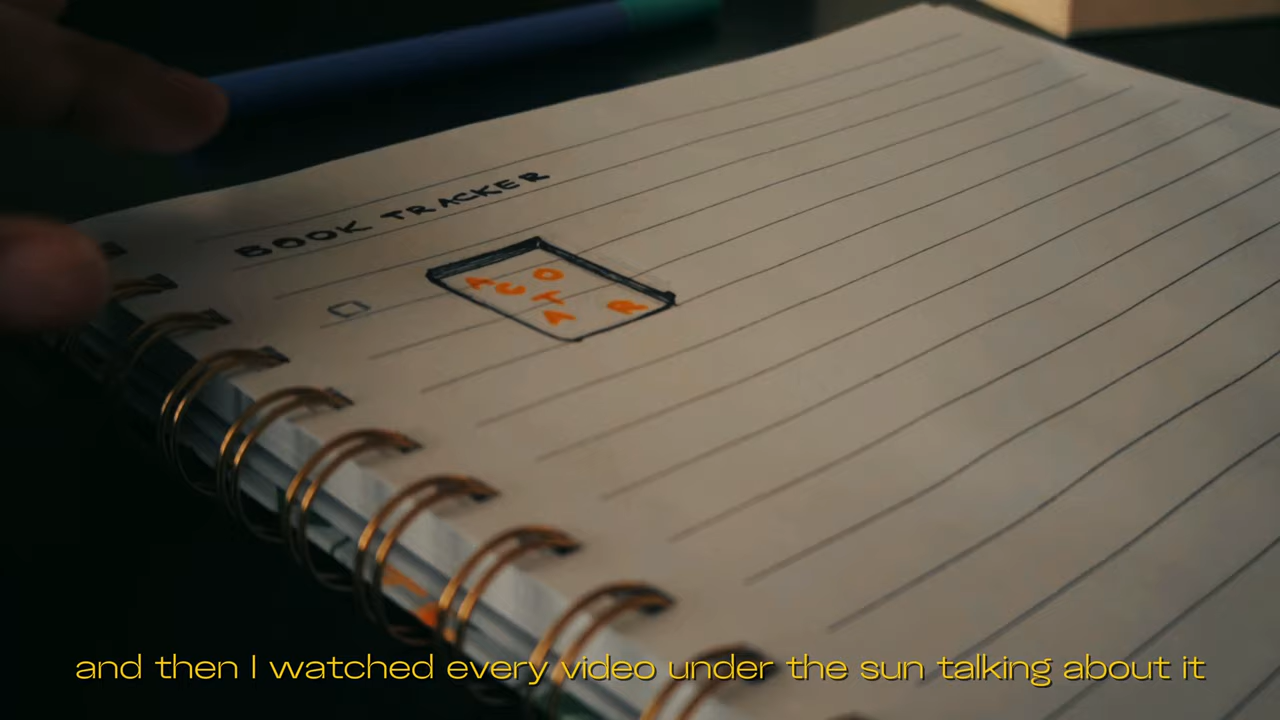 BOOK TRACKER
and then I watched every video under the sun talking about it